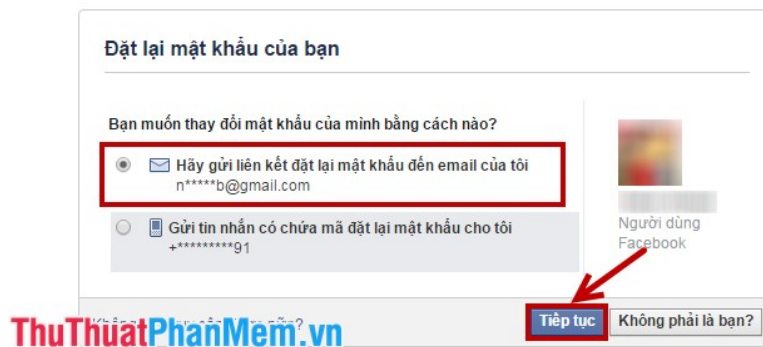 Đặt lại mật khẩu của bạn
Bạn muốn thay đổi mật khẩu của mình bằng cách nào?
Hãy gửi liên kết đặt lại mật khẩu đến email của tôi
n*****b@gmail.com
Gửi tin nhắn có chứa mã đặt lại mật khẩu cho tôi
+*********91
Người dùng
Facebook
Tiếp tục
Không phải là bạn?
ThuThuatPhanMem.vn